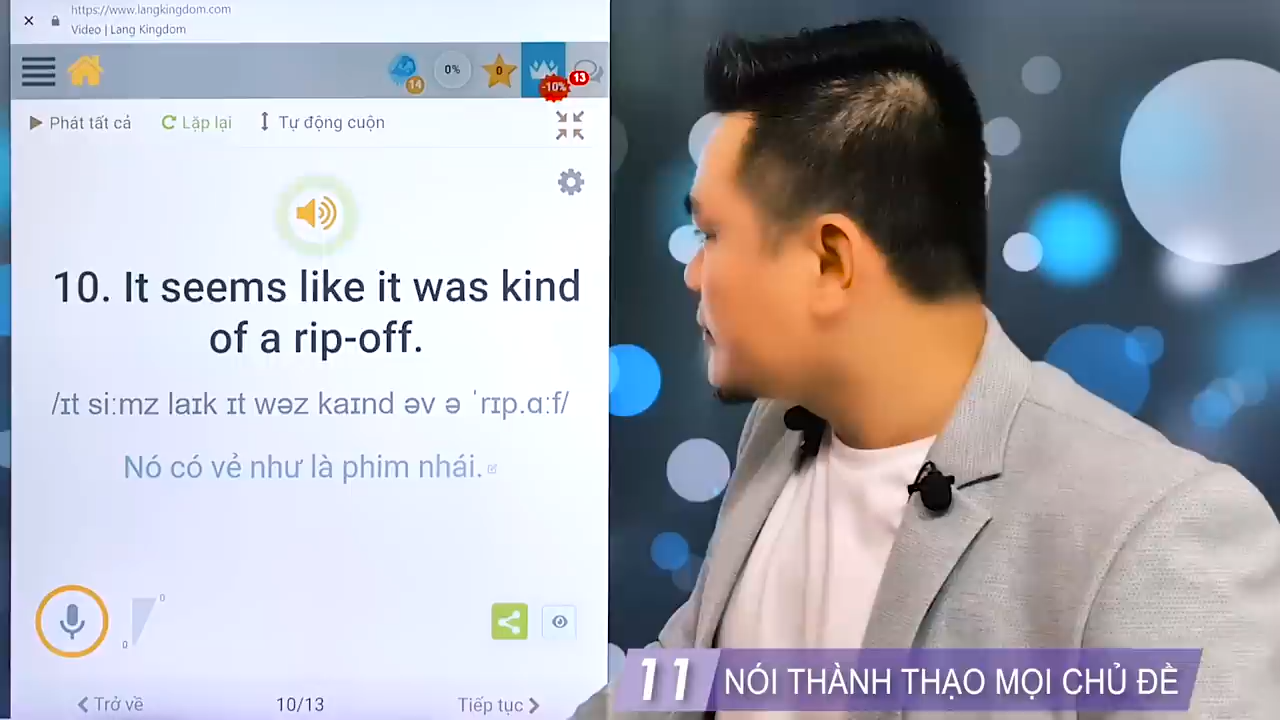 https://www.langkingdom.com
Video | Lang Kingdom
14
0%
0
-10%
13
Phát tất cả
Lặp lại
Tự động cuộn
10. It seems like it was kind
of a rip-off.
/ɪt siːmz laɪk ɪt wəz kaɪnd əv ə ˈrɪp.ɑːf/
Nó có vẻ như là phim nhái.
0
0
Trở về
10/13
Tiếp tục
11 NÓI THÀNH THẠO MỌI CHỦ ĐỀ